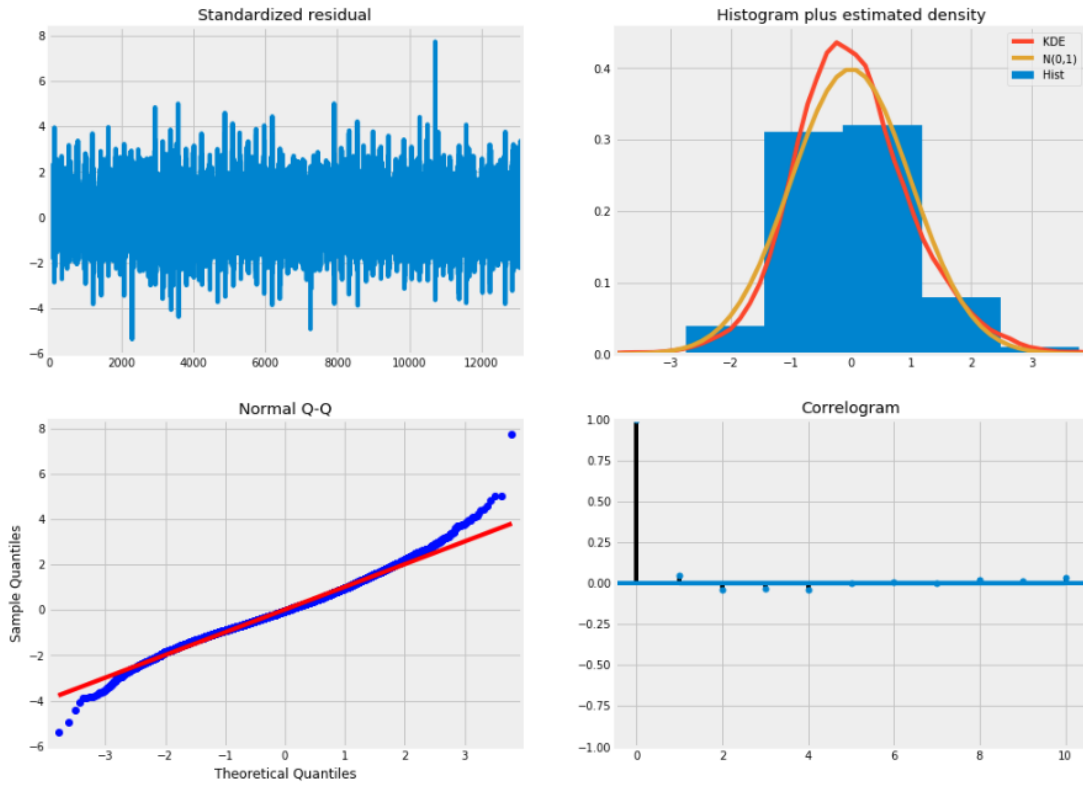 Standardized residual
8
6
4
2
0
−2
−4
−6
0 2000 4000 6000 8000 10000 12000
Histogram plus estimated density
KDE
N(0,1)
Hist
0.4
0.3
0.2
0.1
0.0
−3 −2 −1 0 1 2 3
Normal Q-Q
Sample Quantiles
8
6
4
2
0
−2
−4
−6
−3 −2 −1 0 1 2 3
Theoretical Quantiles
Correlogram
1.00
0.75
0.50
0.25
0.00
−0.25
−0.50
−0.75
−1.00
0 2 4 6 8 10